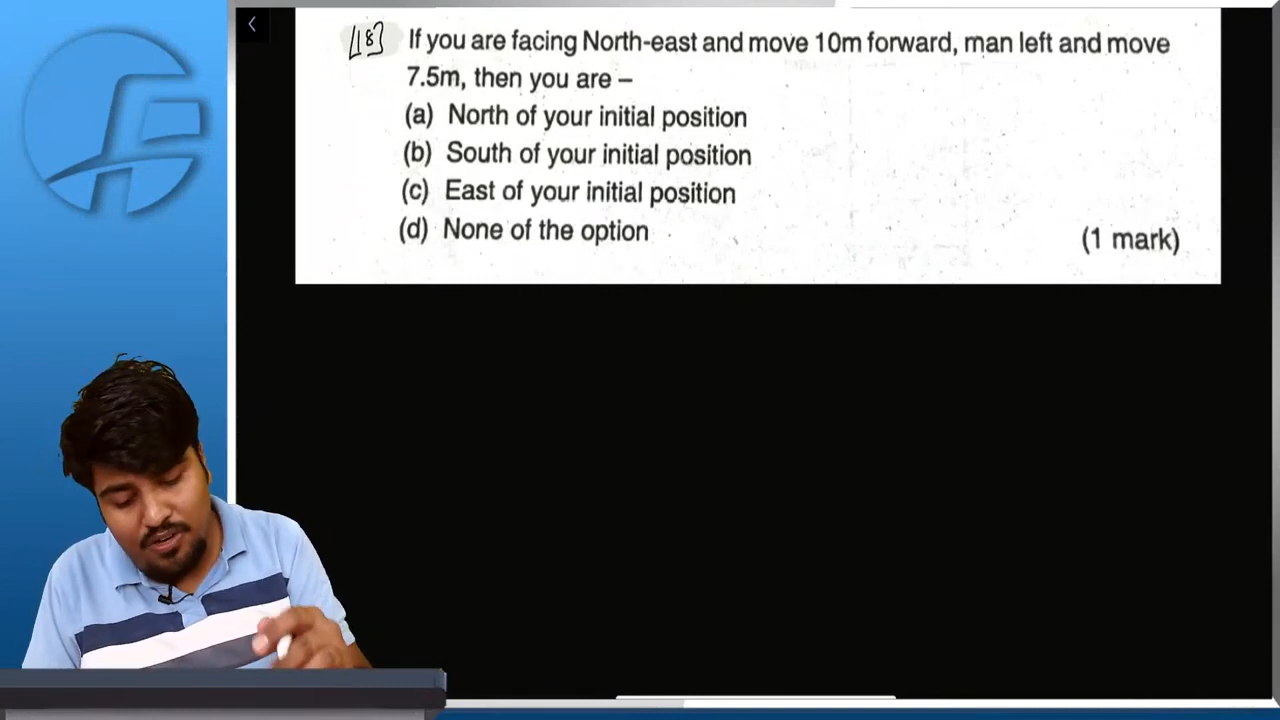 [18] If you are facing North-east and move 10m forward, man left and move
7.5m, then you are –
(a) North of your initial position
(b) South of your initial position
(c) East of your initial position
(d) None of the option
(1 mark)